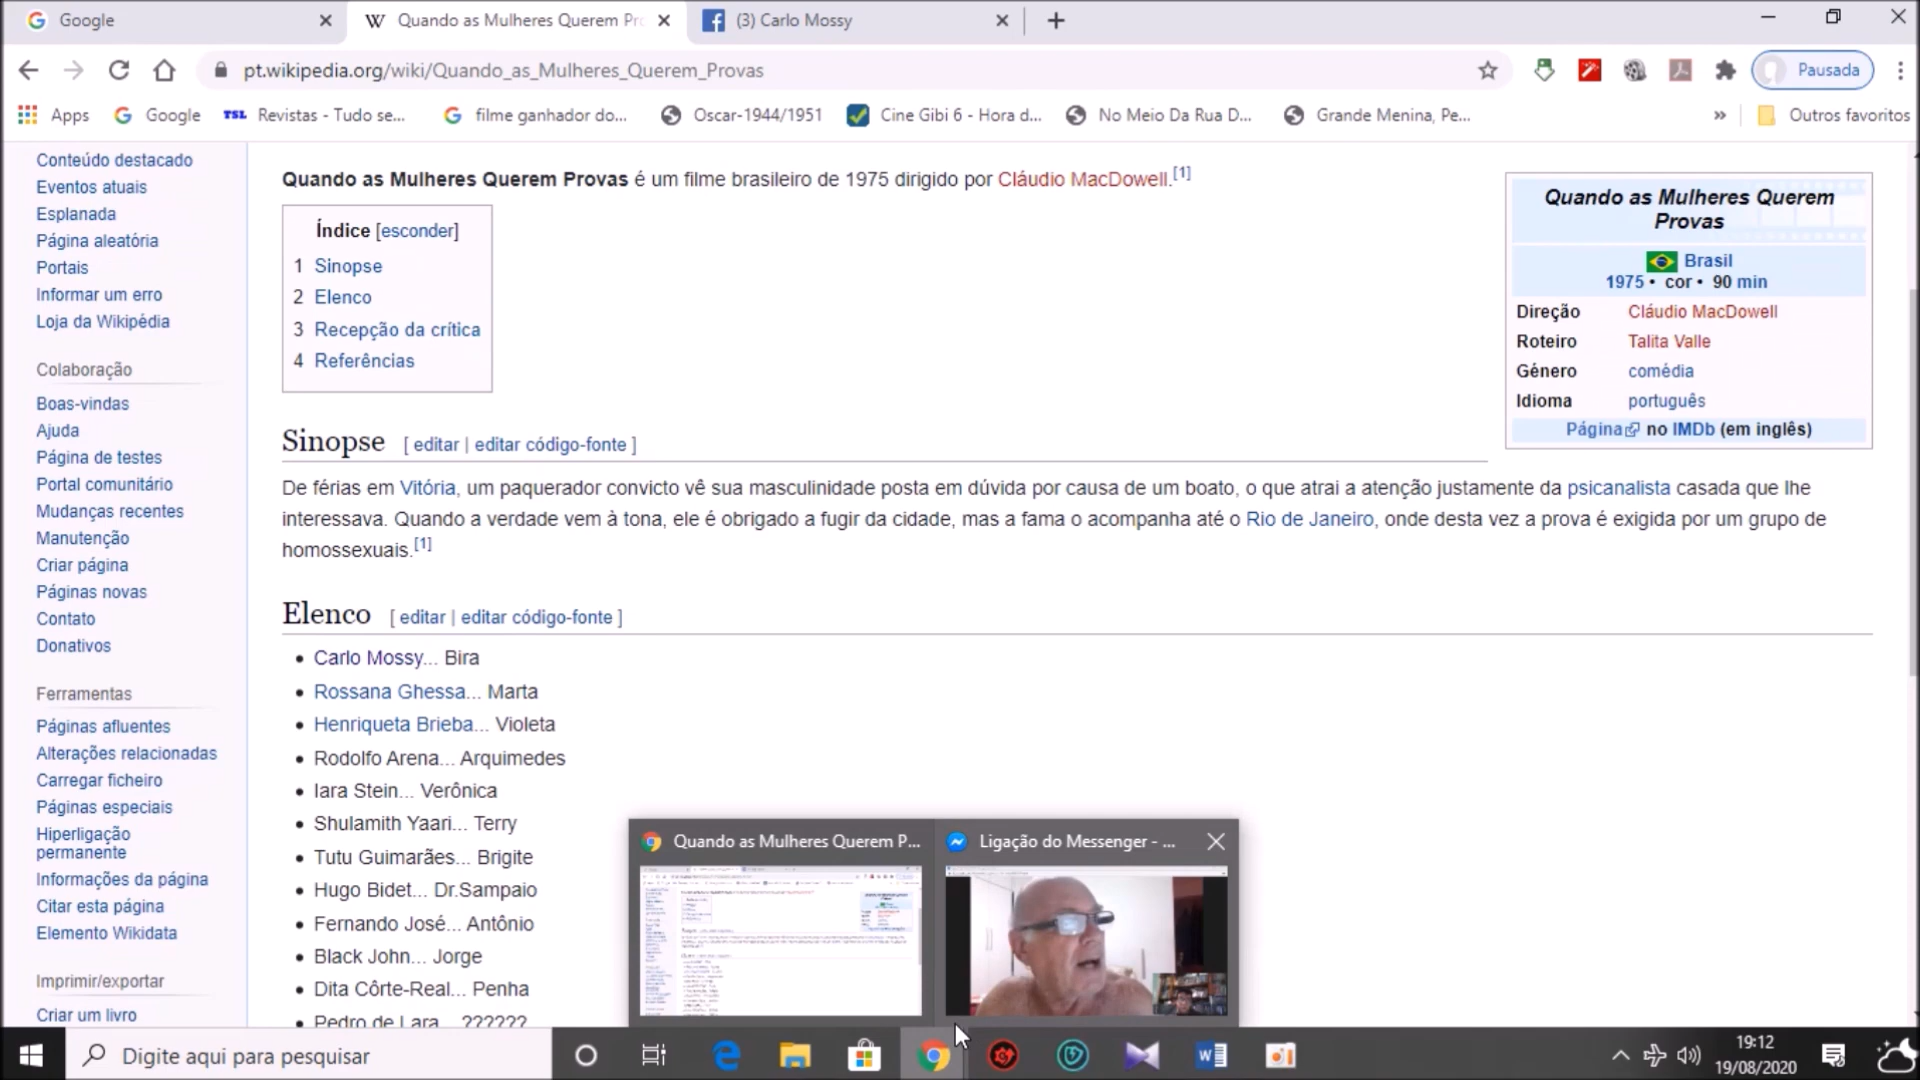 Google
Quando as Mulheres Querem Pr
(3) Carlo Mossy
pt.wikipedia.org/wiki/Quando_as_Mulheres_Querem_Provas
Pausada
Apps
Google
TSL Revistas - Tudo se...
filme ganhador do...
Oscar-1944/1951
Cine Gibi 6 - Hora d...
No Meio Da Rua D...
Grande Menina, Pe...
»
Outros favoritos
Conteúdo destacado
Eventos atuais
Esplanada
Página aleatória
Portais
Informar um erro
Loja da Wikipédia
Colaboração
Boas-vindas
Ajuda
Página de testes
Portal comunitário
Mudanças recentes
Manutenção
Criar página
Páginas novas
Contato
Donativos
Ferramentas
Páginas afluentes
Alterações relacionadas
Carregar ficheiro
Páginas especiais
Hiperligação
permanente
Informações da página
Citar esta página
Elemento Wikidata
Imprimir/exportar
Criar um livro
Quando as Mulheres Querem Provas é um filme brasileiro de 1975 dirigido por Cláudio MacDowell.[1]
Índice [esconder]
1 Sinopse
2 Elenco
3 Recepção da crítica
4 Referências
Quando as Mulheres Querem
Provas
Brasil
1975 • cor • 90 min
Direção Cláudio MacDowell
Roteiro Talita Valle
Género comédia
Idioma português
Página no IMDb (em inglês)
Sinopse [ editar | editar código-fonte ]
De férias em Vitória, um paquerador convicto vê sua masculinidade posta em dúvida por causa de um boato, o que atrai a atenção justamente da psicanalista casada que lhe
interessava. Quando a verdade vem à tona, ele é obrigado a fugir da cidade, mas a fama o acompanha até o Rio de Janeiro, onde desta vez a prova é exigida por um grupo de
homossexuais.[1]
Elenco [ editar | editar código-fonte ]
• Carlo Mossy... Bira
• Rossana Ghessa... Marta
• Henriqueta Brieba... Violeta
• Rodolfo Arena... Arquimedes
• Iara Stein... Verônica
• Shulamith Yaari... Terry
• Tutu Guimarães... Brigite
• Hugo Bidet... Dr.Sampaio
• Fernando José... Antônio
• Black John... Jorge
• Dita Côrte-Real... Penha
• Pedro de Lara... ??????
Quando as Mulheres Querem P...
Ligação do Messenger - ...
Digite aqui para pesquisar
19:12
19/08/2020